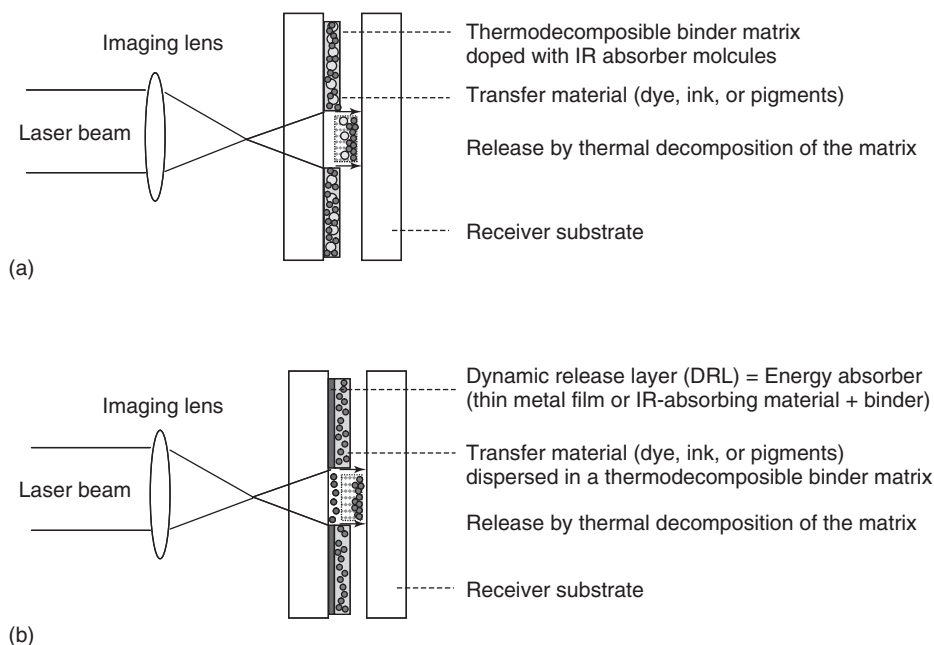 Imaging lens
Laser beam
Thermodecomposible binder matrix
doped with IR absorber molcules
Transfer material (dye, ink, or pigments)
Release by thermal decomposition of the matrix
Receiver substrate
(a)
Imaging lens
Laser beam
Dynamic release layer (DRL) = Energy absorber
(thin metal film or IR-absorbing material + binder)
Transfer material (dye, ink, or pigments)
dispersed in a thermodecomposible binder matrix
Release by thermal decomposition of the matrix
Receiver substrate
(b)